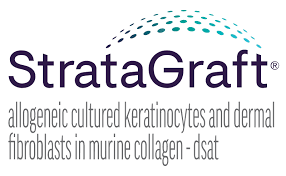 StrataGraft®
allogeneic cultured keratinocytes and dermal
fibroblasts in murine collagen - dsat